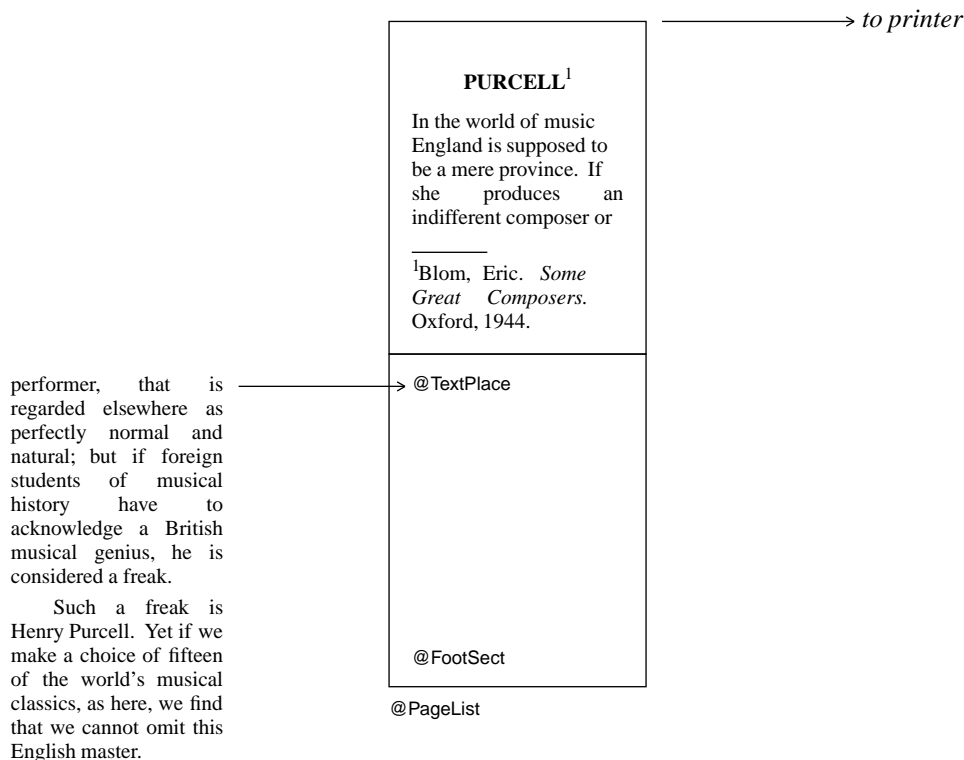 to printer
PURCELL1
In the world of music
England is supposed to
be a mere province. If
she produces an
indifferent composer or
1Blom, Eric. Some
Great Composers.
Oxford, 1944.
performer, that is
regarded elsewhere as
perfectly normal and
natural; but if foreign
students of musical
history have to
acknowledge a British
musical genius, he is
considered a freak.
Such a freak is
Henry Purcell. Yet if we
make a choice of fifteen
of the world's musical
classics, as here, we find
that we cannot omit this
English master.
@TextPlace
@FootSect
@PageList